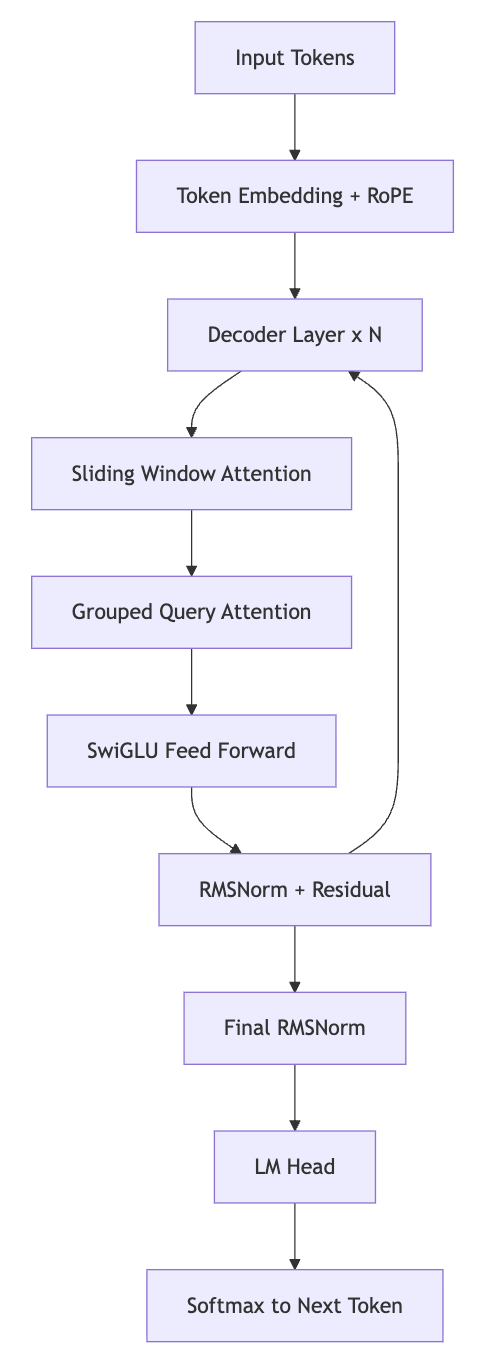 Input Tokens
Token Embedding + RoPE
Decoder Layer x N
Sliding Window Attention
Grouped Query Attention
SwiGLU Feed Forward
RMSNorm + Residual
Final RMSNorm
LM Head
Softmax to Next Token